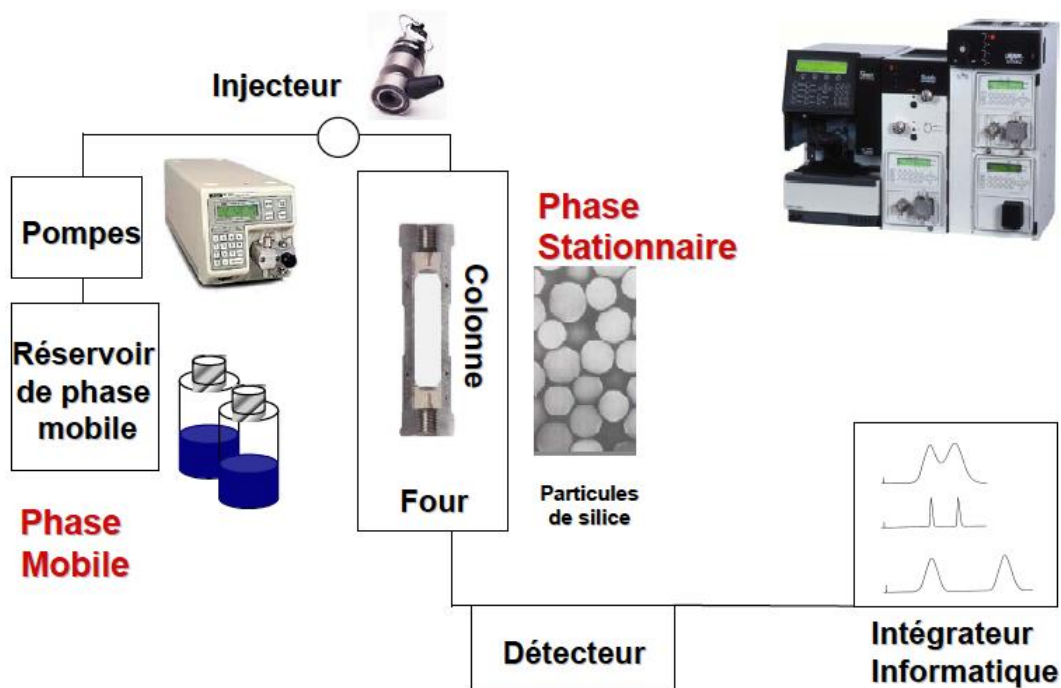 Injecteur
Pompes
Réservoir
de phase
mobile
Phase
Mobile
Colonne
Four
Phase
Stationnaire
Particules
de silice
Détecteur
Intégrateur
Informatique